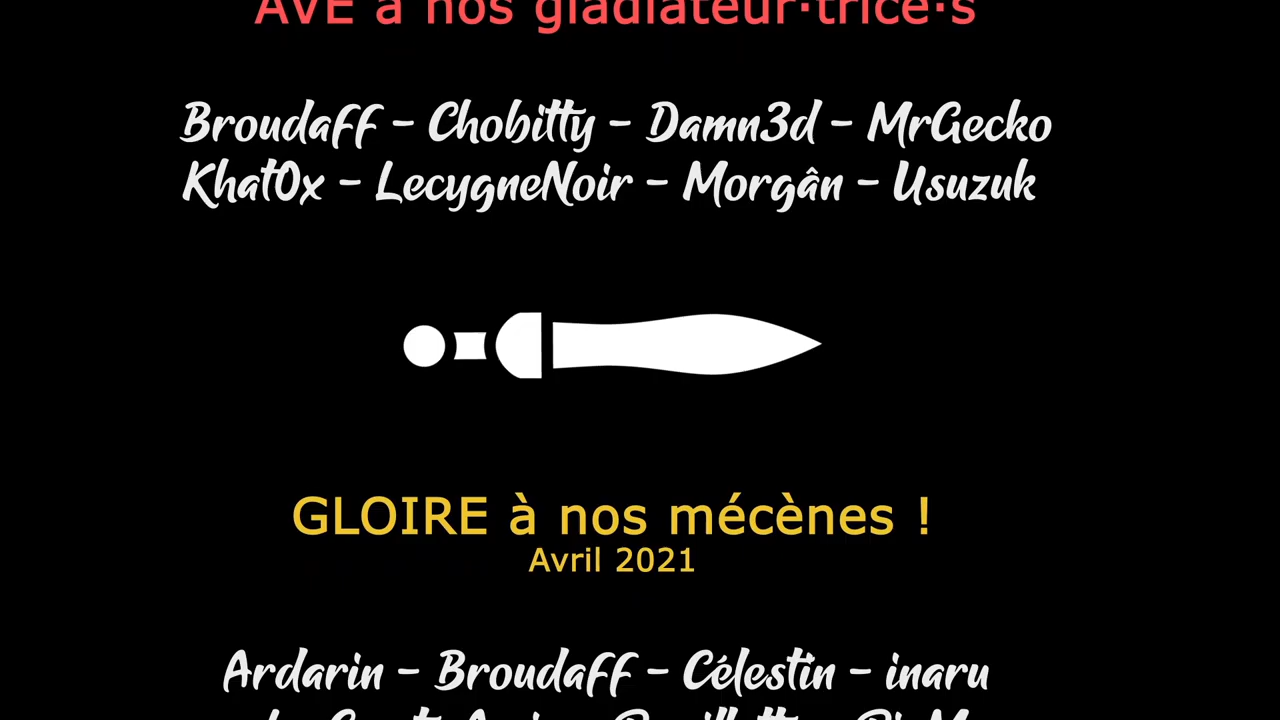 AVE à nos gladiateur·trice·s
Broudaff - Chobitty - Damn3d - MrGecko
Khat0x - LecygneNoir - Morgân - Usuzuk
GLOIRE à nos mécènes !
Avril 2021
Ardarin - Broudaff - Célestin - inaru